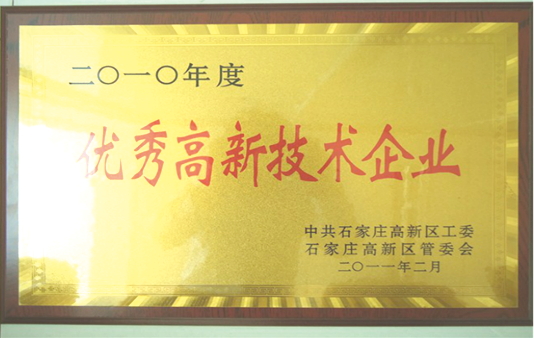 二〇一〇年度
优秀高新技术企业
中共石家庄高新区工委
石家庄高新区管委会
二〇一一年二月